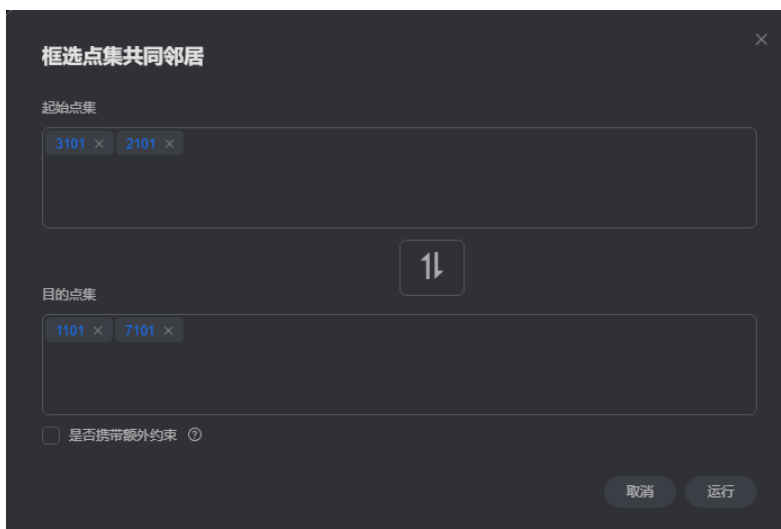 框选点集共同邻居
起始点集
3101 × 2101 ×
目的点集
1101 × 7101 ×
是否携带额外约束 ?
取消 运行